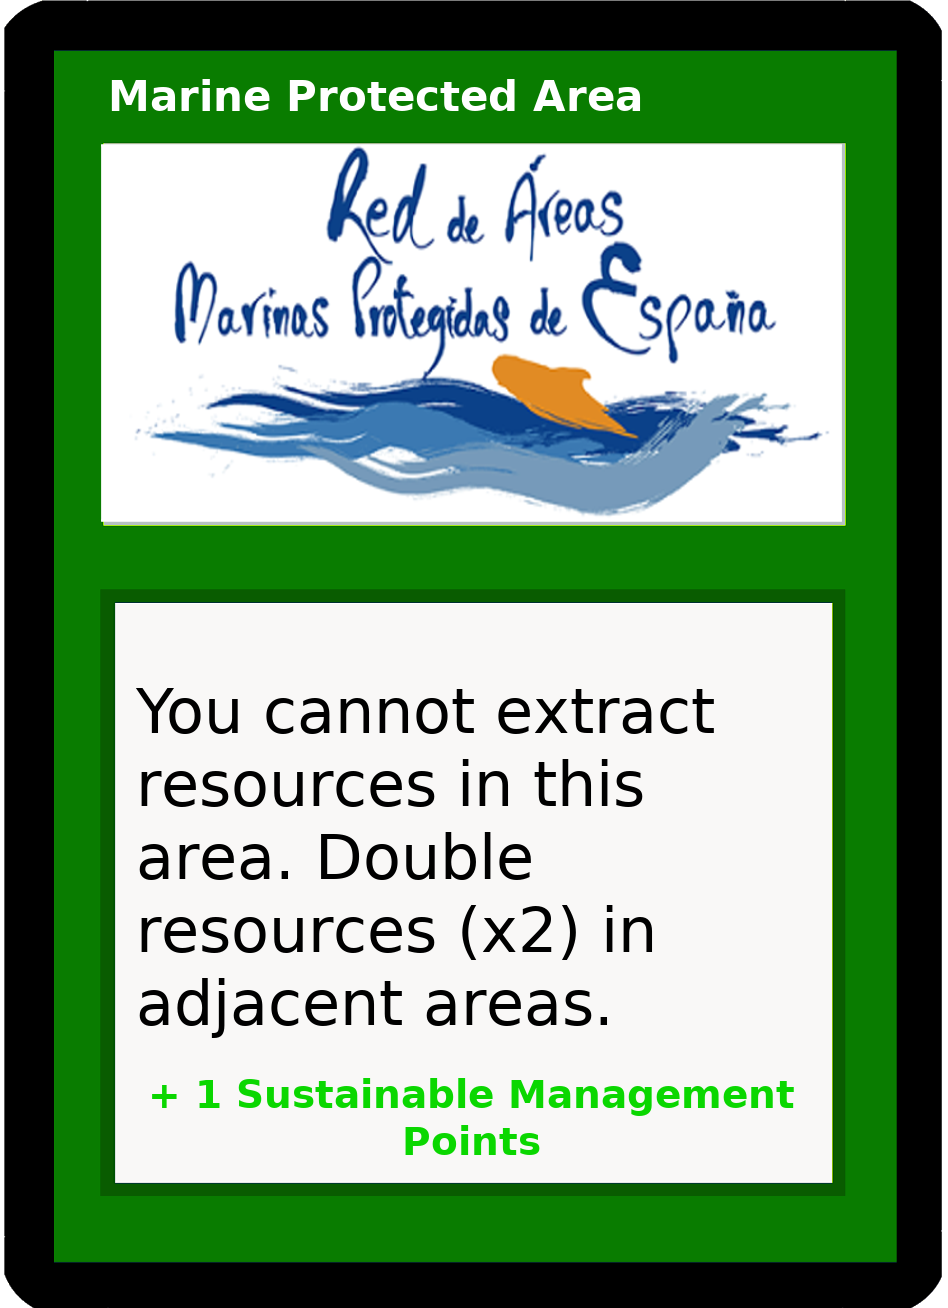 Marine Protected Area
Red de Áreas
Marinas Protegidas de España
You cannot extract
resources in this
area. Double
resources (x2) in
adjacent areas.
+ 1 Sustainable Management
Points